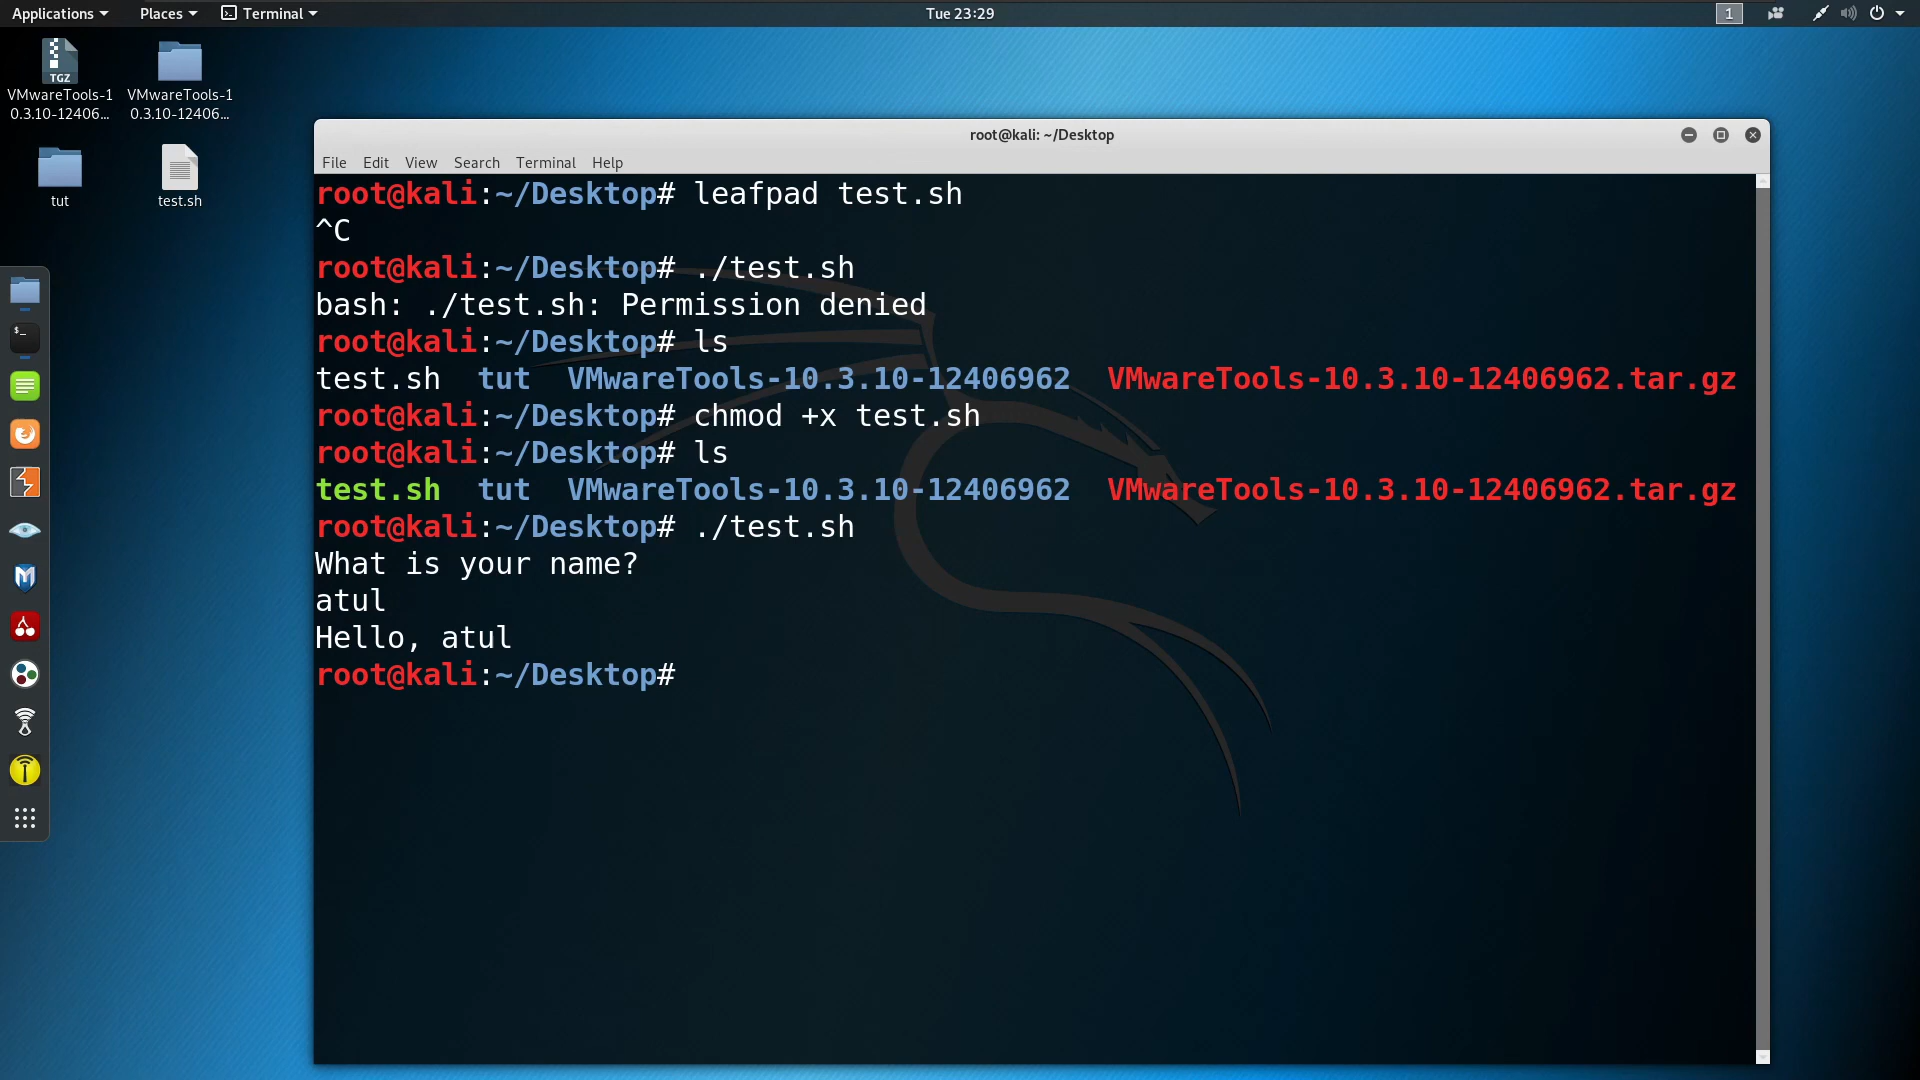 Applications Places Terminal Tue 23:29 1
TGZ
VMwareTools-1
0.3.10-12406...
VMwareTools-1
0.3.10-12406...
tut
test.sh
root@kali: ~/Desktop
File Edit View Search Terminal Help
root@kali:~/Desktop# leafpad test.sh
^C
root@kali:~/Desktop# ./test.sh
bash: ./test.sh: Permission denied
root@kali:~/Desktop# ls
test.sh tut VMwareTools-10.3.10-12406962 VMwareTools-10.3.10-12406962.tar.gz
root@kali:~/Desktop# chmod +x test.sh
root@kali:~/Desktop# ls
test.sh tut VMwareTools-10.3.10-12406962 VMwareTools-10.3.10-12406962.tar.gz
root@kali:~/Desktop# ./test.sh
What is your name?
atul
Hello, atul
root@kali:~/Desktop#